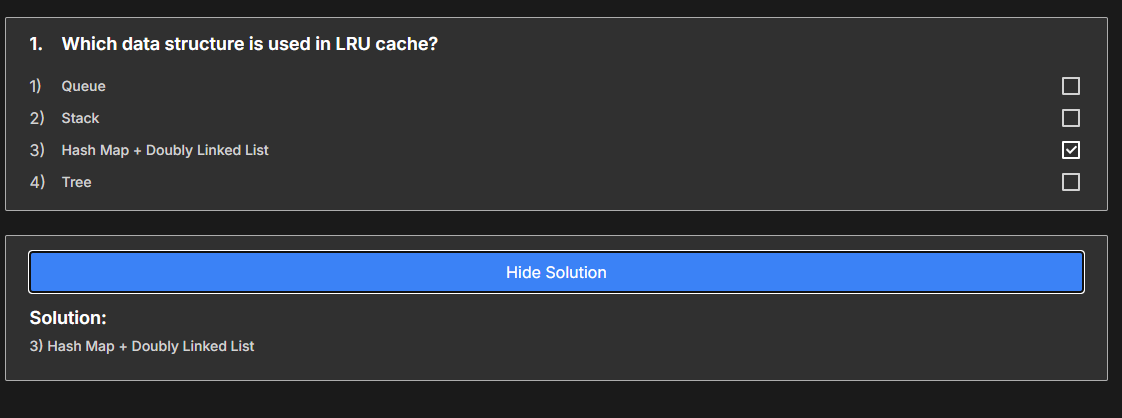 1. Which data structure is used in LRU cache?
1) Queue
2) Stack
3) Hash Map + Doubly Linked List
4) Tree
Hide Solution
Solution:
3) Hash Map + Doubly Linked List